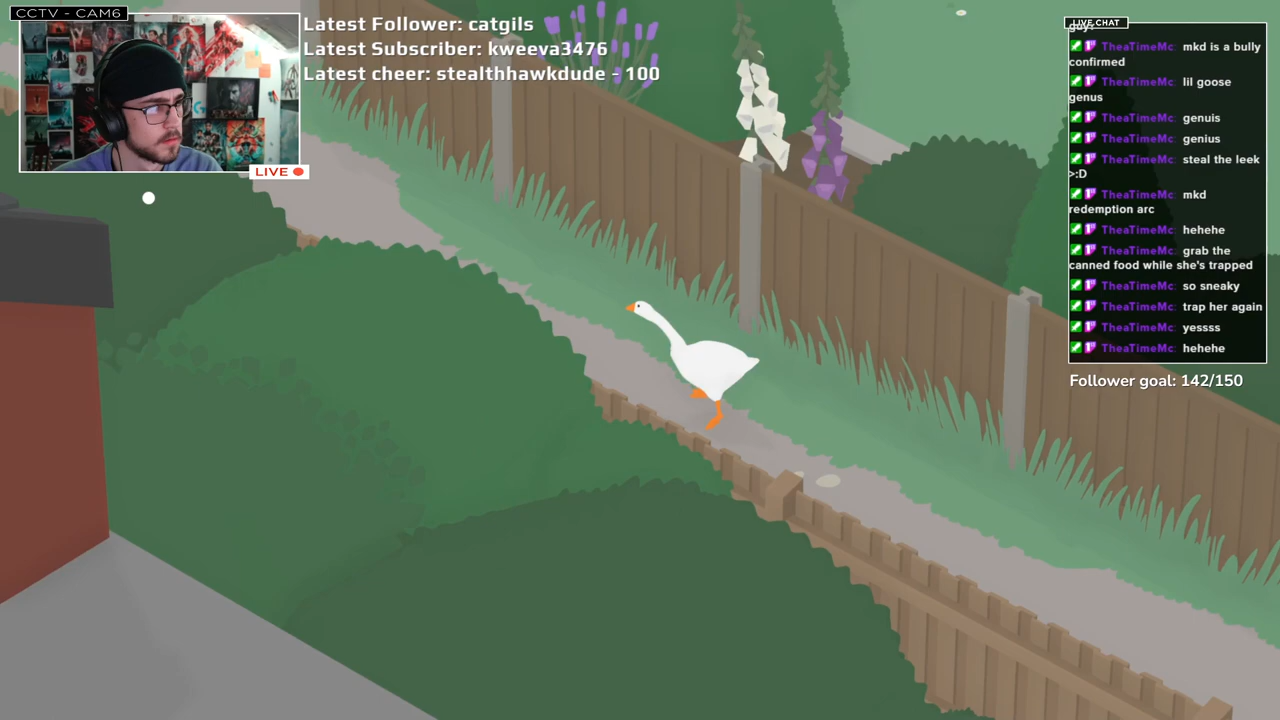 CCTV - CAM6
Latest Follower: catgils
Latest Subscriber: kweeva3476
Latest cheer: stealthhawkdude - 100
LIVE
LIVE CHAT
guy?
TheaTimeMc: mkd is a bully
confirmed
TheaTimeMc: lil goose
genus
TheaTimeMc: genuis
TheaTimeMc: genius
TheaTimeMc: steal the leek
>:D
TheaTimeMc: mkd
redemption arc
TheaTimeMc: hehehe
TheaTimeMc: grab the
canned food while she's trapped
TheaTimeMc: so sneaky
TheaTimeMc: trap her again
TheaTimeMc: yessss
TheaTimeMc: hehehe
Follower goal: 142/150